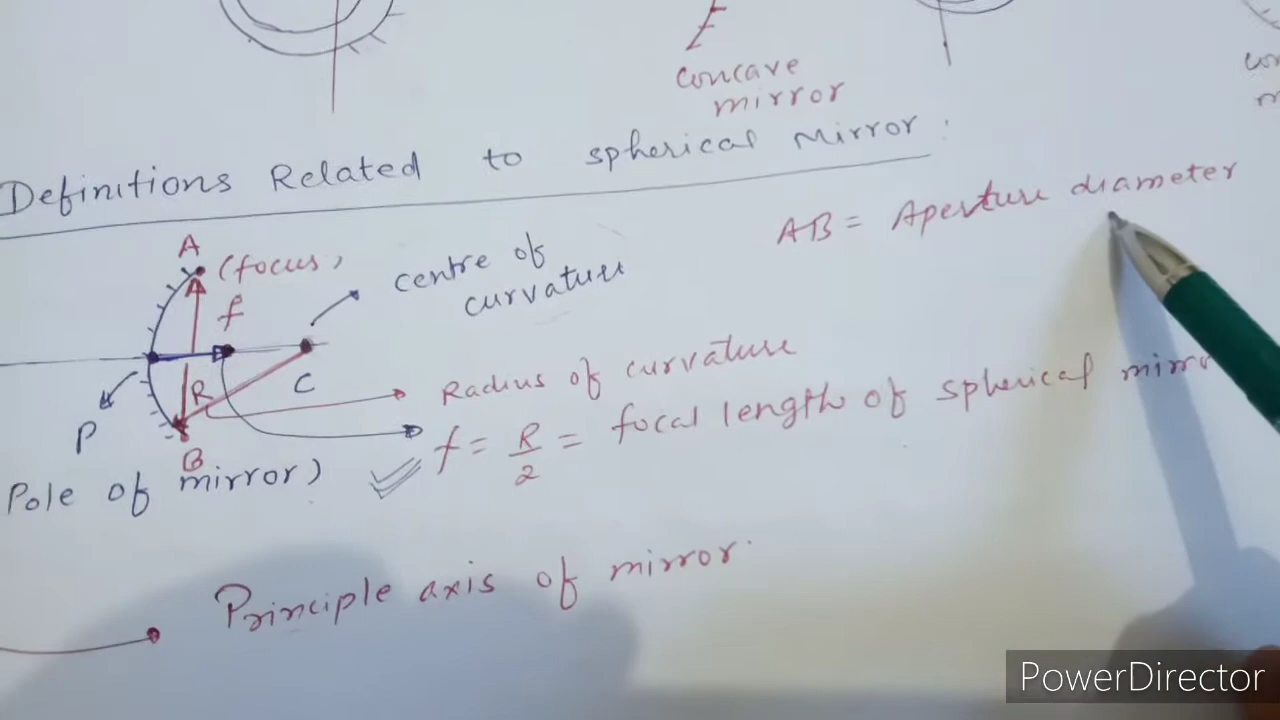 concave
mirror
Definitions Related to spherical Mirror :
AB = Aperture diameter
A
(focus,
f
centre of
curvature
R
C
P
B
Pole of mirror)
Radius of curvature
f = R/2 = focal length of spherical mirro
Principle axis of mirror.
PowerDirector